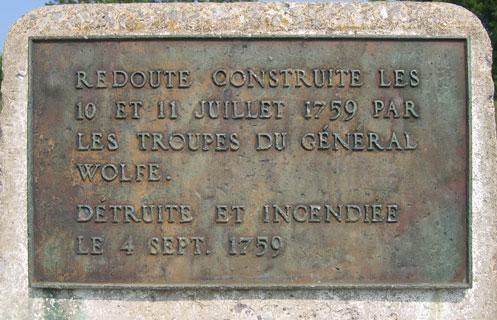 REDOUTE CONSTRUITE LES
10 ET 11 JUILLET 1759 PAR
LES TROUPES DU GÉNÉRAL
WOLFE.
DÉTRUITE ET INCENDIÉE
LE 4 SEPT. 1759